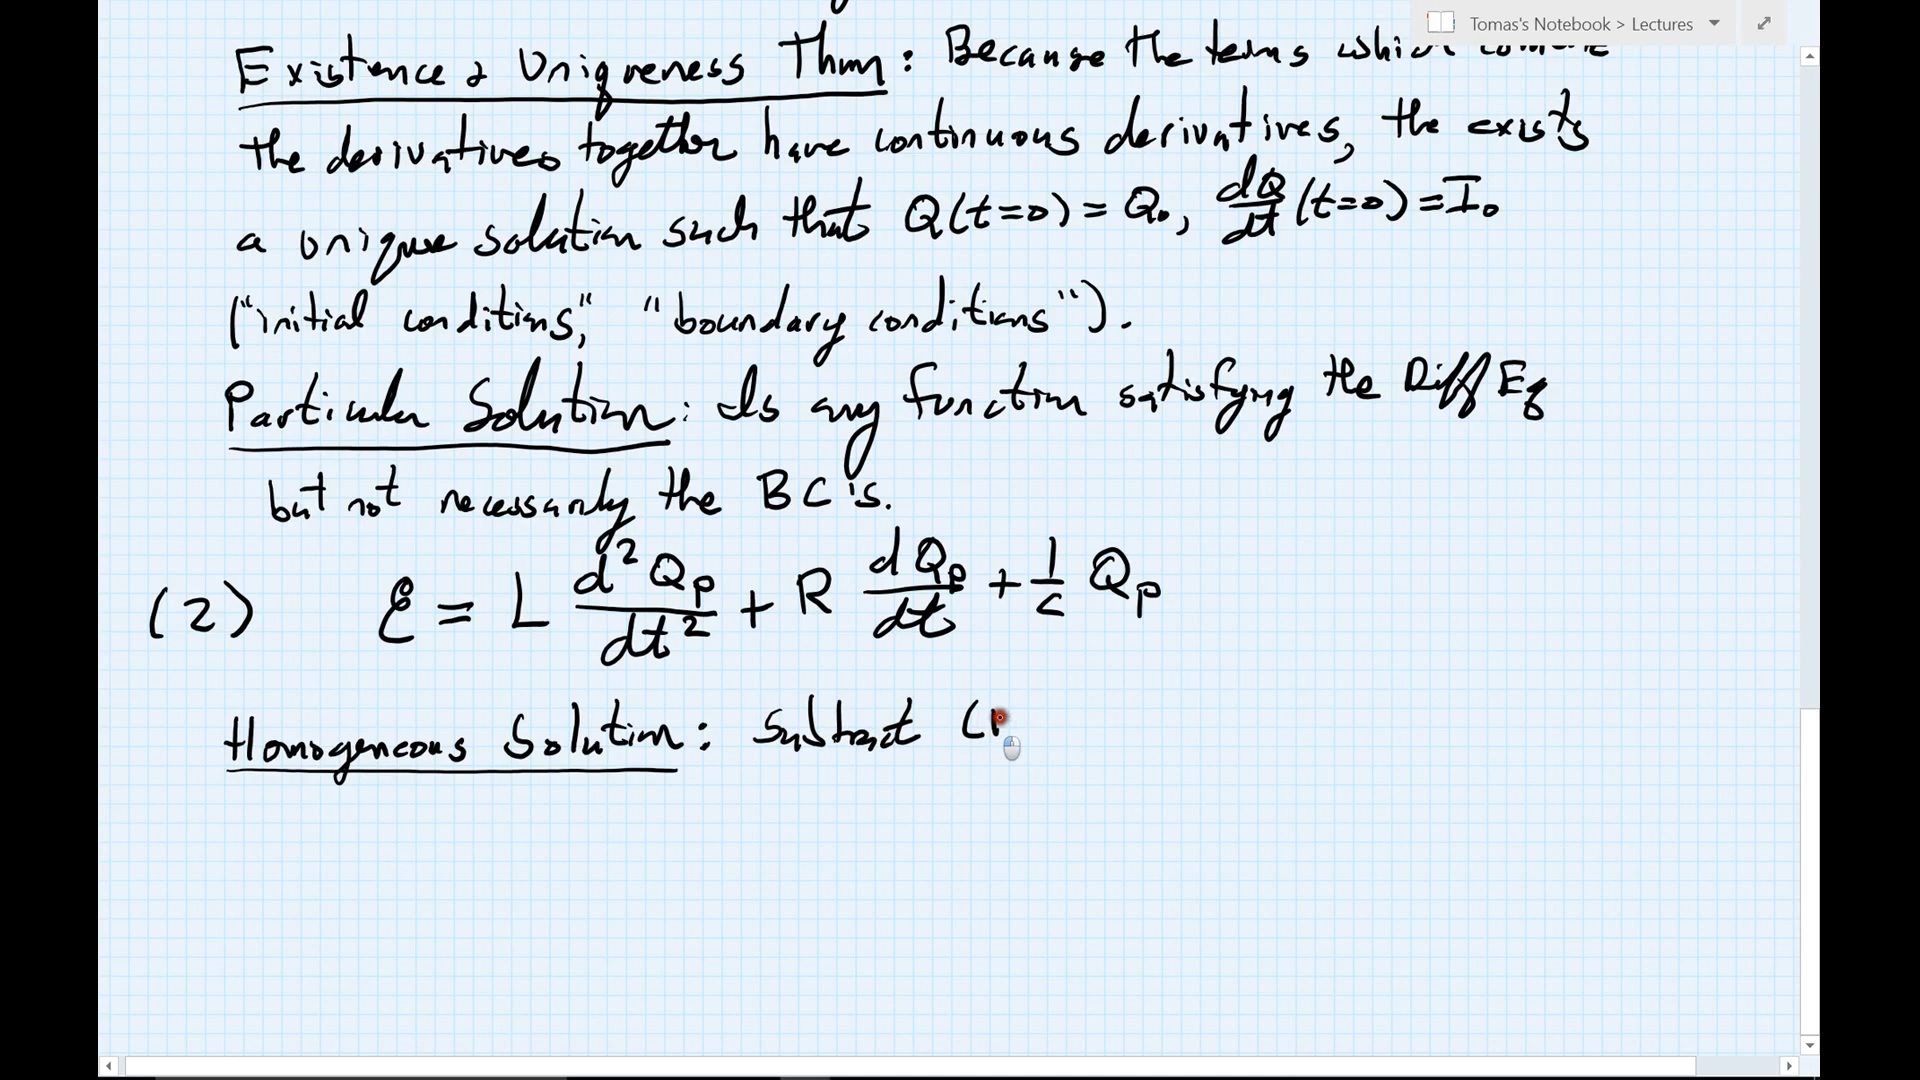 Tomas's Notebook > Lectures
Existence & Uniqueness Thm: Because the terms which
the derivatives together have continuous derivatives, the exists
a unique solution such that Q(t=0) = Q₀, dQ/dt (t=0) = I₀
("initial conditions," "boundary conditions").
Particular Solution: Is any function satisfying the Diff Eq
but not necessarily the BC's.
(2) ℰ = L d²Qp/dt² + R dQp/dt + 1/C Qp
Homogeneous Solution: Subtract (1